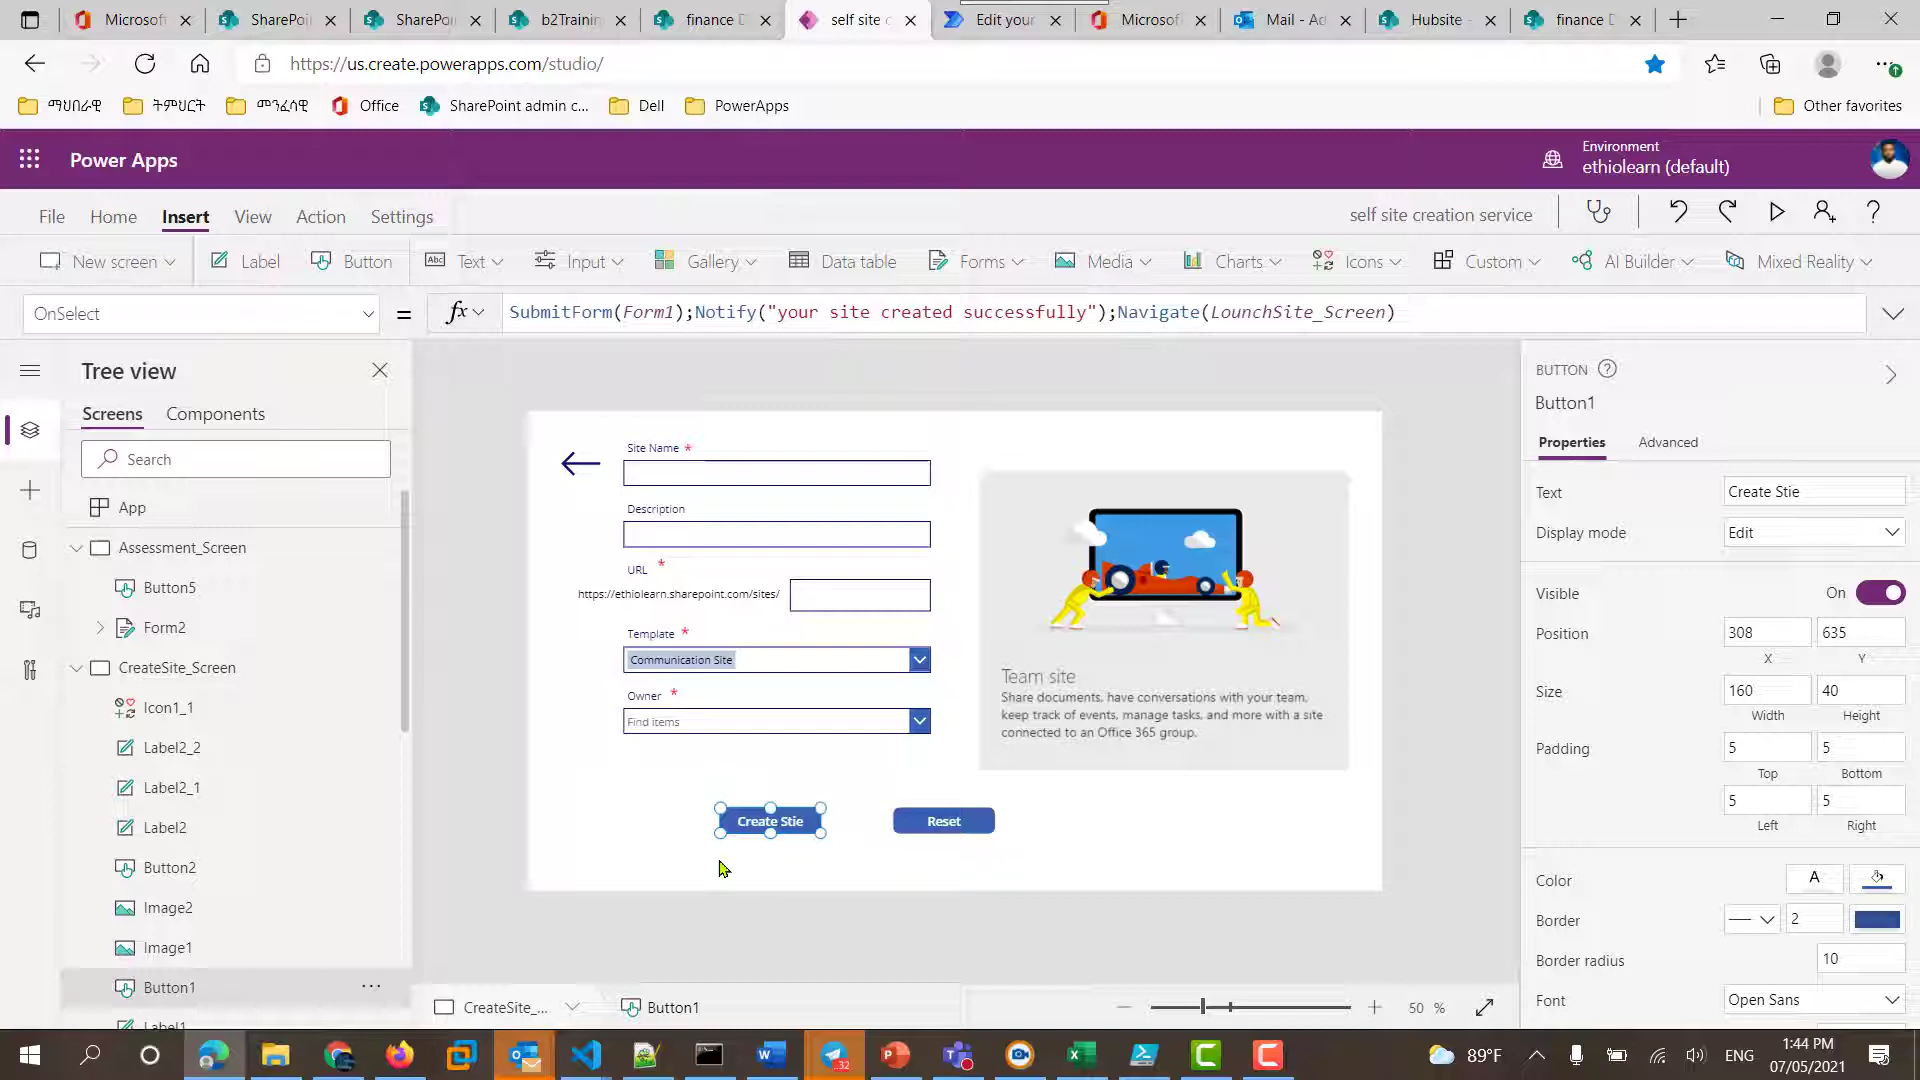 Microsof
SharePoi
SharePoi
b2Trainin
finance D
self site c
Edit your
Microsof
Mail - Ad
Hubsite -
finance D
https://us.create.powerapps.com/studio/
ማህበራዊ
ትምህርት
መንፈሳዊ
Office
SharePoint admin c...
Dell
PowerApps
Other favorites
Power Apps
Environment
ethiolearn (default)
File
Home
Insert
View
Action
Settings
self site creation service
New screen
Label
Button
Abc
Text
Input
Gallery
Data table
Forms
Media
Charts
Icons
Custom
AI Builder
Mixed Reality
OnSelect
=
fx
SubmitForm(Form1);Notify("your site created successfully");Navigate(LounchSite_Screen)
Tree view
Screens
Components
Search
App
Assessment_Screen
Button5
Form2
CreateSite_Screen
Icon1_1
Label2_2
Label2_1
Label2
Button2
Image2
Image1
Button1
...
Label1
Site Name *
Description
URL *
https://ethiolearn.sharepoint.com/sites/
Template *
Communication Site
Owner *
Find items
Create Stie
Reset
Team site
Share documents, have conversations with your team,
keep track of events, manage tasks, and more with a site
connected to an Office 365 group.
CreateSite_...
Button1
50 %
BUTTON
Button1
Properties
Advanced
Text
Create Stie
Display mode
Edit
Visible
On
Position
308
635
X
Y
Size
160
40
Width
Height
Padding
5
5
Top
Bottom
5
5
Left
Right
Color
A
Border
2
Border radius
10
Font
Open Sans
32
89°F
ENG
1:44 PM
07/05/2021